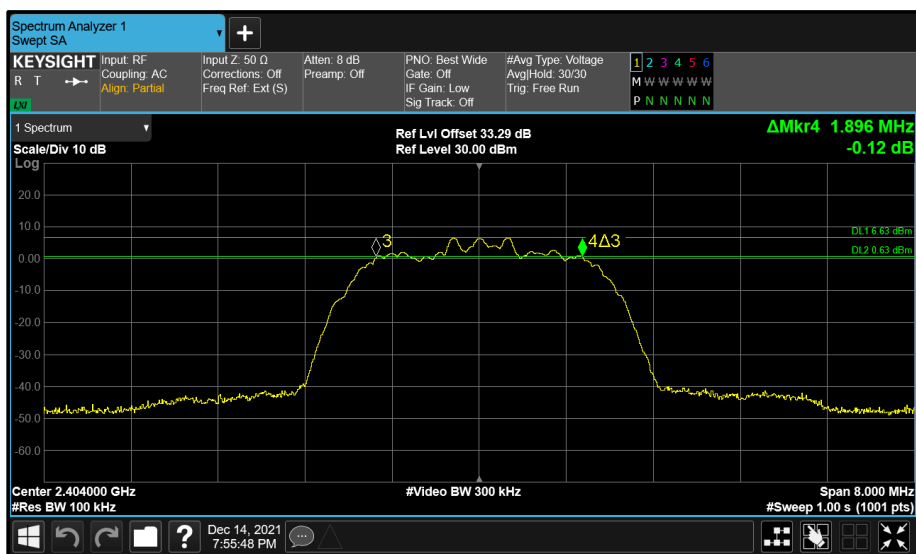 Spectrum Analyzer 1
Swept SA
+
KEYSIGHT
R T
LXI
Input: RF
Coupling: AC
Align: Partial
Input Z: 50 Ω
Corrections: Off
Freq Ref: Ext (S)
Atten: 8 dB
Preamp: Off
PNO: Best Wide
Gate: Off
IF Gain: Low
Sig Track: Off
#Avg Type: Voltage
Avg|Hold: 30/30
Trig: Free Run
1 2 3 4 5 6
M W W W W W
P N N N N N
1 Spectrum
Scale/Div 10 dB
Ref Lvl Offset 33.29 dB
Ref Level 30.00 dBm
ΔMkr4 1.896 MHz
-0.12 dB
Log
20.0
10.0
0.00
-10.0
-20.0
-30.0
-40.0
-50.0
-60.0
3
4Δ3
DL1 6.63 dBm
DL2 0.63 dBm
Center 2.404000 GHz
#Res BW 100 kHz
#Video BW 300 kHz
Span 8.000 MHz
#Sweep 1.00 s (1001 pts)
?
Dec 14, 2021
7:55:48 PM